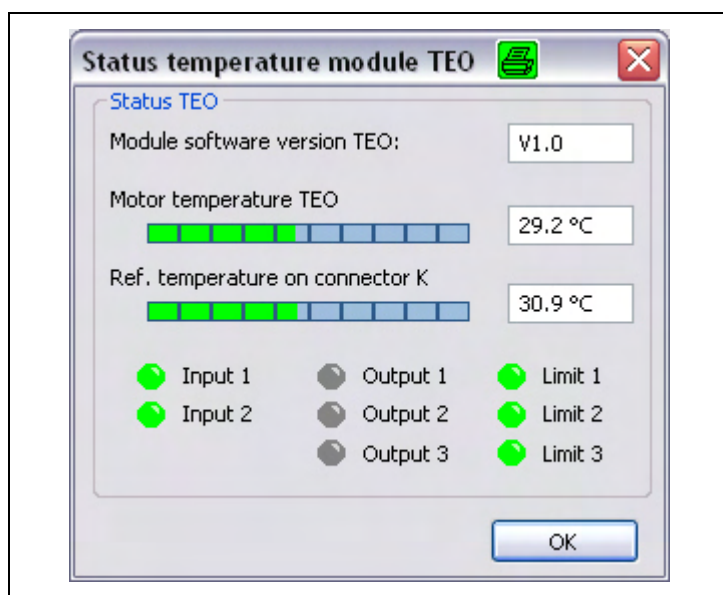 Status temperature module TEO
Status TEO
Module software version TEO: V1.0
Motor temperature TEO
29.2 °C
Ref. temperature on connector K
30.9 °C
Input 1 Output 1 Limit 1
Input 2 Output 2 Limit 2
Output 3 Limit 3
OK